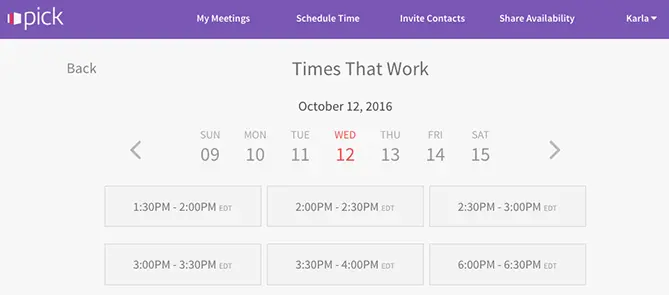 pick My Meetings Schedule Time Invite Contacts Share Availability Karla
Back Times That Work
October 12, 2016
SUN MON TUE WED THU FRI SAT
09 10 11 12 13 14 15
1:30PM - 2:00PM EDT 2:00PM - 2:30PM EDT 2:30PM - 3:00PM EDT
3:00PM - 3:30PM EDT 3:30PM - 4:00PM EDT 6:00PM - 6:30PM EDT